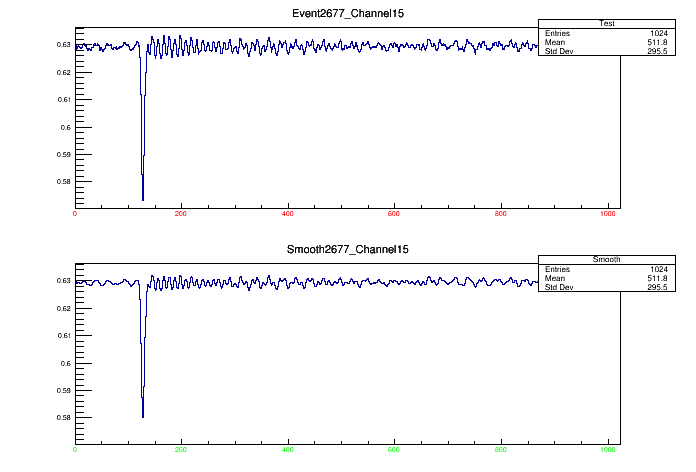 Event2677_Channel15
Test
Entries 1024
Mean 511.8
Std Dev 295.5
0.63
0.62
0.61
0.6
0.59
0.58
0 200 400 600 800 1000
Smooth2677_Channel15
Smooth
Entries 1024
Mean 511.8
Std Dev 295.5
0.63
0.62
0.61
0.6
0.59
0.58
0 200 400 600 800 1000